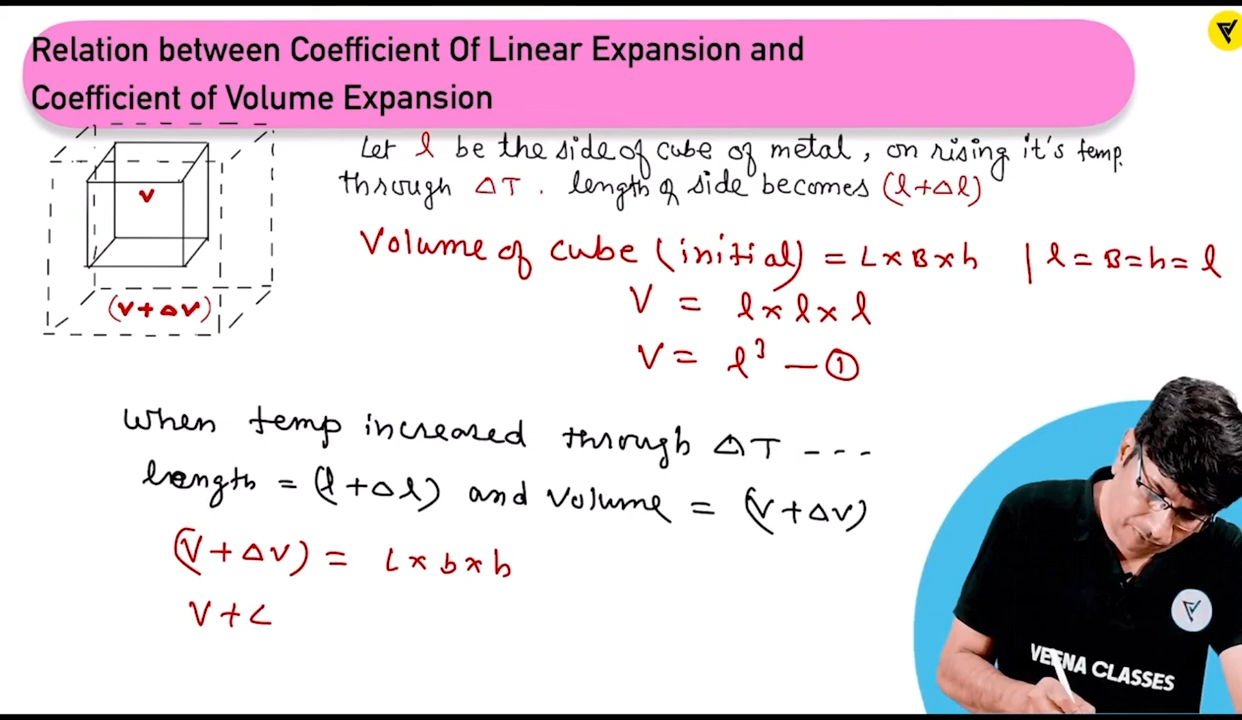 Relation between Coefficient Of Linear Expansion and
Coefficient of Volume Expansion
Let l be the side of cube of metal, on rising it's temp.
through ΔT. length of side becomes (l+Δl)
V
(V+ΔV)
Volume of cube (initial) = L×B×h | l=B=h=l
V = l×l×l
V = l³ —①
When temp increased through ΔT ---
length = (l+Δl) and Volume = (V+ΔV)
(V+ΔV) = L×b×h
V+<
VEENA CLASSES